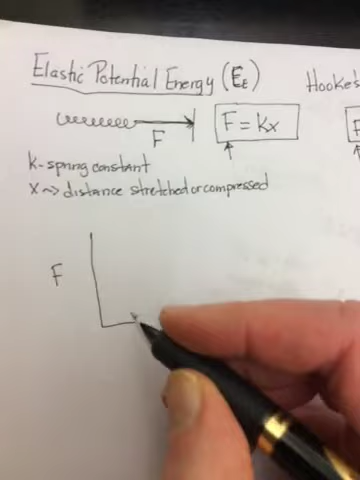 Elastic Potential Energy (EE)
Hooke's
F
F = kx
k - spring constant
x ~> distance stretched or compressed
F